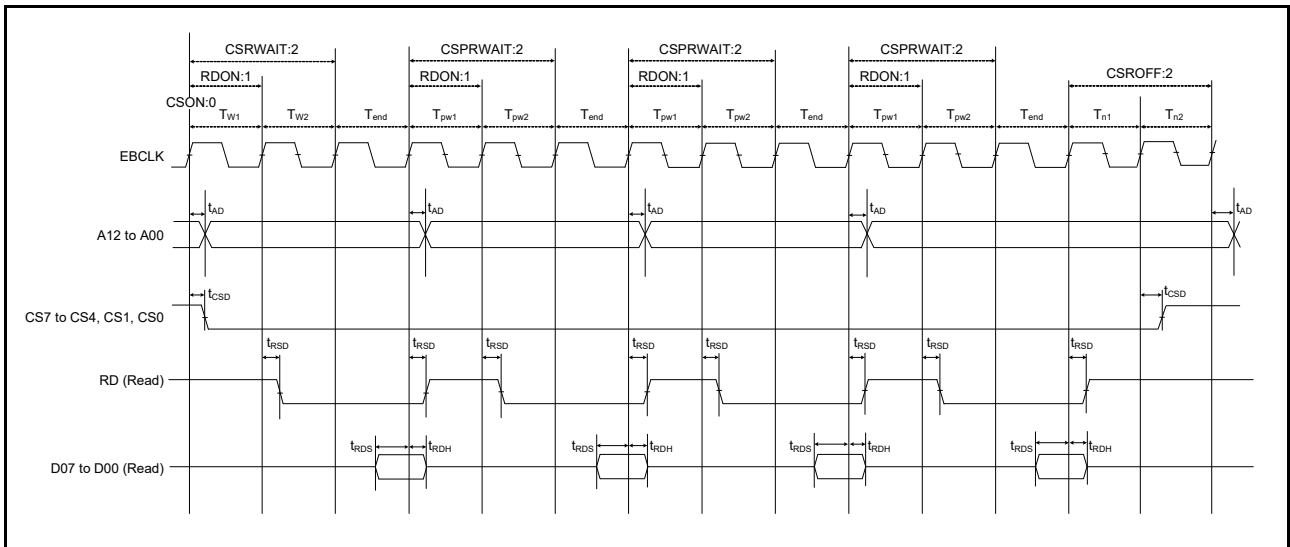 CSRWAIT:2 CSPRWAIT:2 CSPRWAIT:2 CSPRWAIT:2
RDON:1 RDON:1 RDON:1 RDON:1 CSROFF:2
CSON:0
TW1 TW2 Tend Tpw1 Tpw2 Tend Tpw1 Tpw2 Tend Tpw1 Tpw2 Tend Tn1 Tn2
EBCLK
tAD tAD tAD tAD tAD
A12 to A00
tCSD tCSD
CS7 to CS4, CS1, CS0
tRSD tRSD tRSD tRSD tRSD tRSD tRSD tRSD
RD (Read)
tRDS tRDH tRDS tRDH tRDS tRDH tRDS tRDH
D07 to D00 (Read)